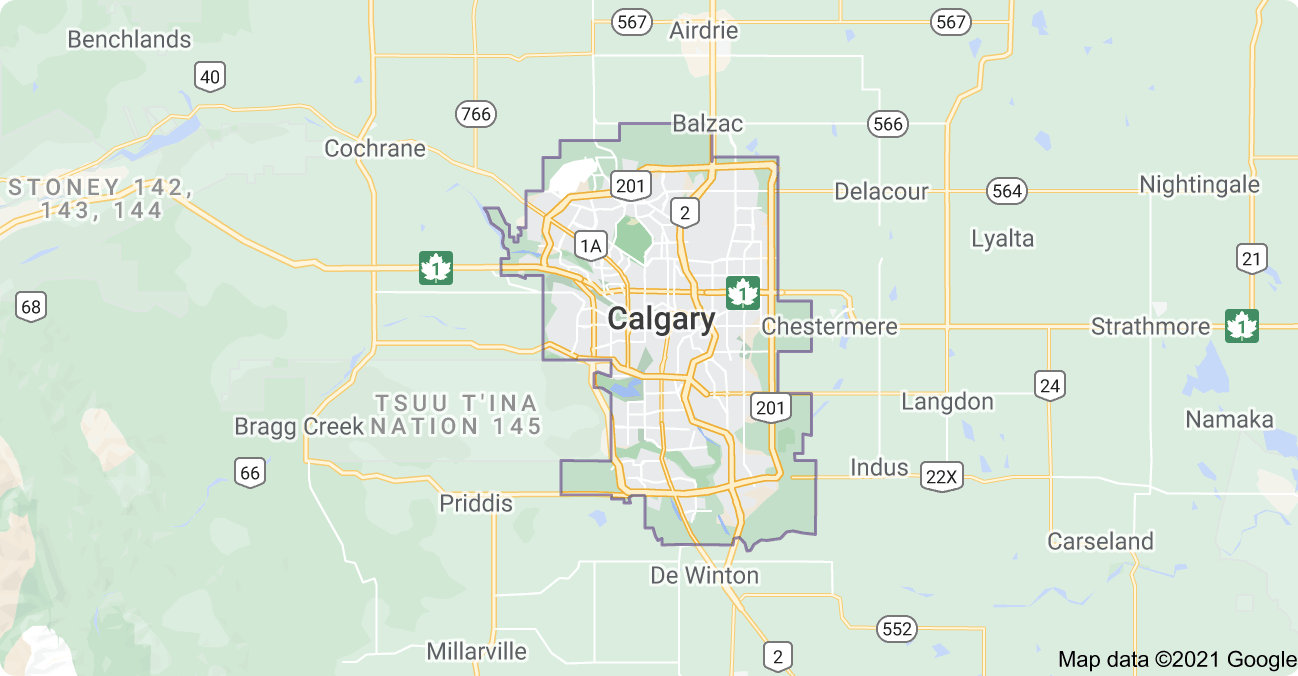 567
567
Airdrie
Benchlands
40
766
Balzac
566
Cochrane
STONEY 142,
143, 144
201
Delacour
564
Nightingale
2
1A
Lyalta
21
1
1
68
Calgary
Chestermere
Strathmore
1
24
TSUU T'INA
NATION 145
201
Langdon
Bragg Creek
Namaka
66
Indus
22X
Priddis
Carseland
De Winton
552
Millarville
2
Map data ©2021 Google